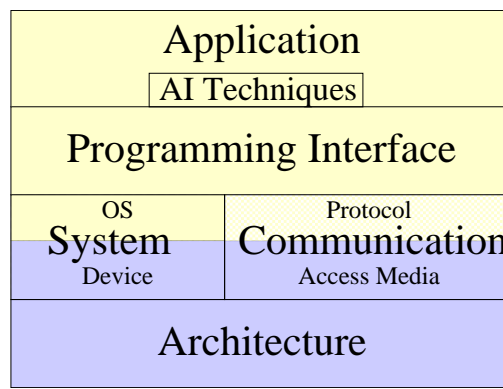 Application
AI Techniques
Programming Interface
OS
System
Device
Protocol
Communication
Access Media
Architecture